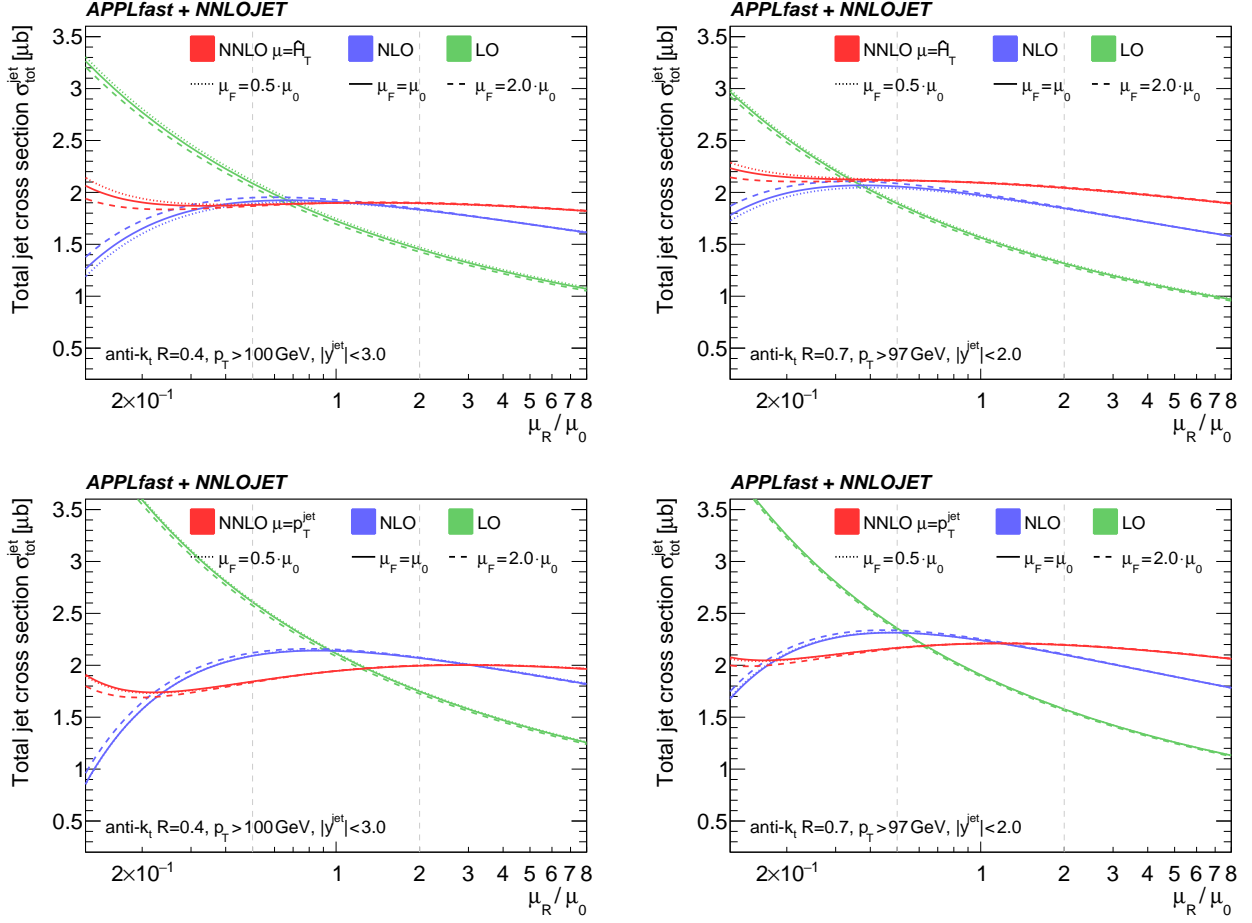 APPLfast + NNLOJET
Total jet cross section σ_tot^jet [μb]
3.5
3
2.5
2
1.5
1
0.5
NNLO μ=Ĥ_T NLO LO
μ_F=0.5·μ_0 μ_F=μ_0 μ_F=2.0·μ_0
anti-k_t R=0.4, p_T>100 GeV, |y^jet|<3.0
2×10^-1 1 2 3 4 5 6 7 8
μ_R/μ_0
APPLfast + NNLOJET
Total jet cross section σ_tot^jet [μb]
3.5
3
2.5
2
1.5
1
0.5
NNLO μ=Ĥ_T NLO LO
μ_F=0.5·μ_0 μ_F=μ_0 μ_F=2.0·μ_0
anti-k_t R=0.7, p_T>97 GeV, |y^jet|<2.0
2×10^-1 1 2 3 4 5 6 7 8
μ_R/μ_0
APPLfast + NNLOJET
Total jet cross section σ_tot^jet [μb]
3.5
3
2.5
2
1.5
1
0.5
NNLO μ=p_T^jet NLO LO
μ_F=0.5·μ_0 μ_F=μ_0 μ_F=2.0·μ_0
anti-k_t R=0.4, p_T>100 GeV, |y^jet|<3.0
2×10^-1 1 2 3 4 5 6 7 8
μ_R/μ_0
APPLfast + NNLOJET
Total jet cross section σ_tot^jet [μb]
3.5
3
2.5
2
1.5
1
0.5
NNLO μ=p_T^jet NLO LO
μ_F=0.5·μ_0 μ_F=μ_0 μ_F=2.0·μ_0
anti-k_t R=0.7, p_T>97 GeV, |y^jet|<2.0
2×10^-1 1 2 3 4 5 6 7 8
μ_R/μ_0